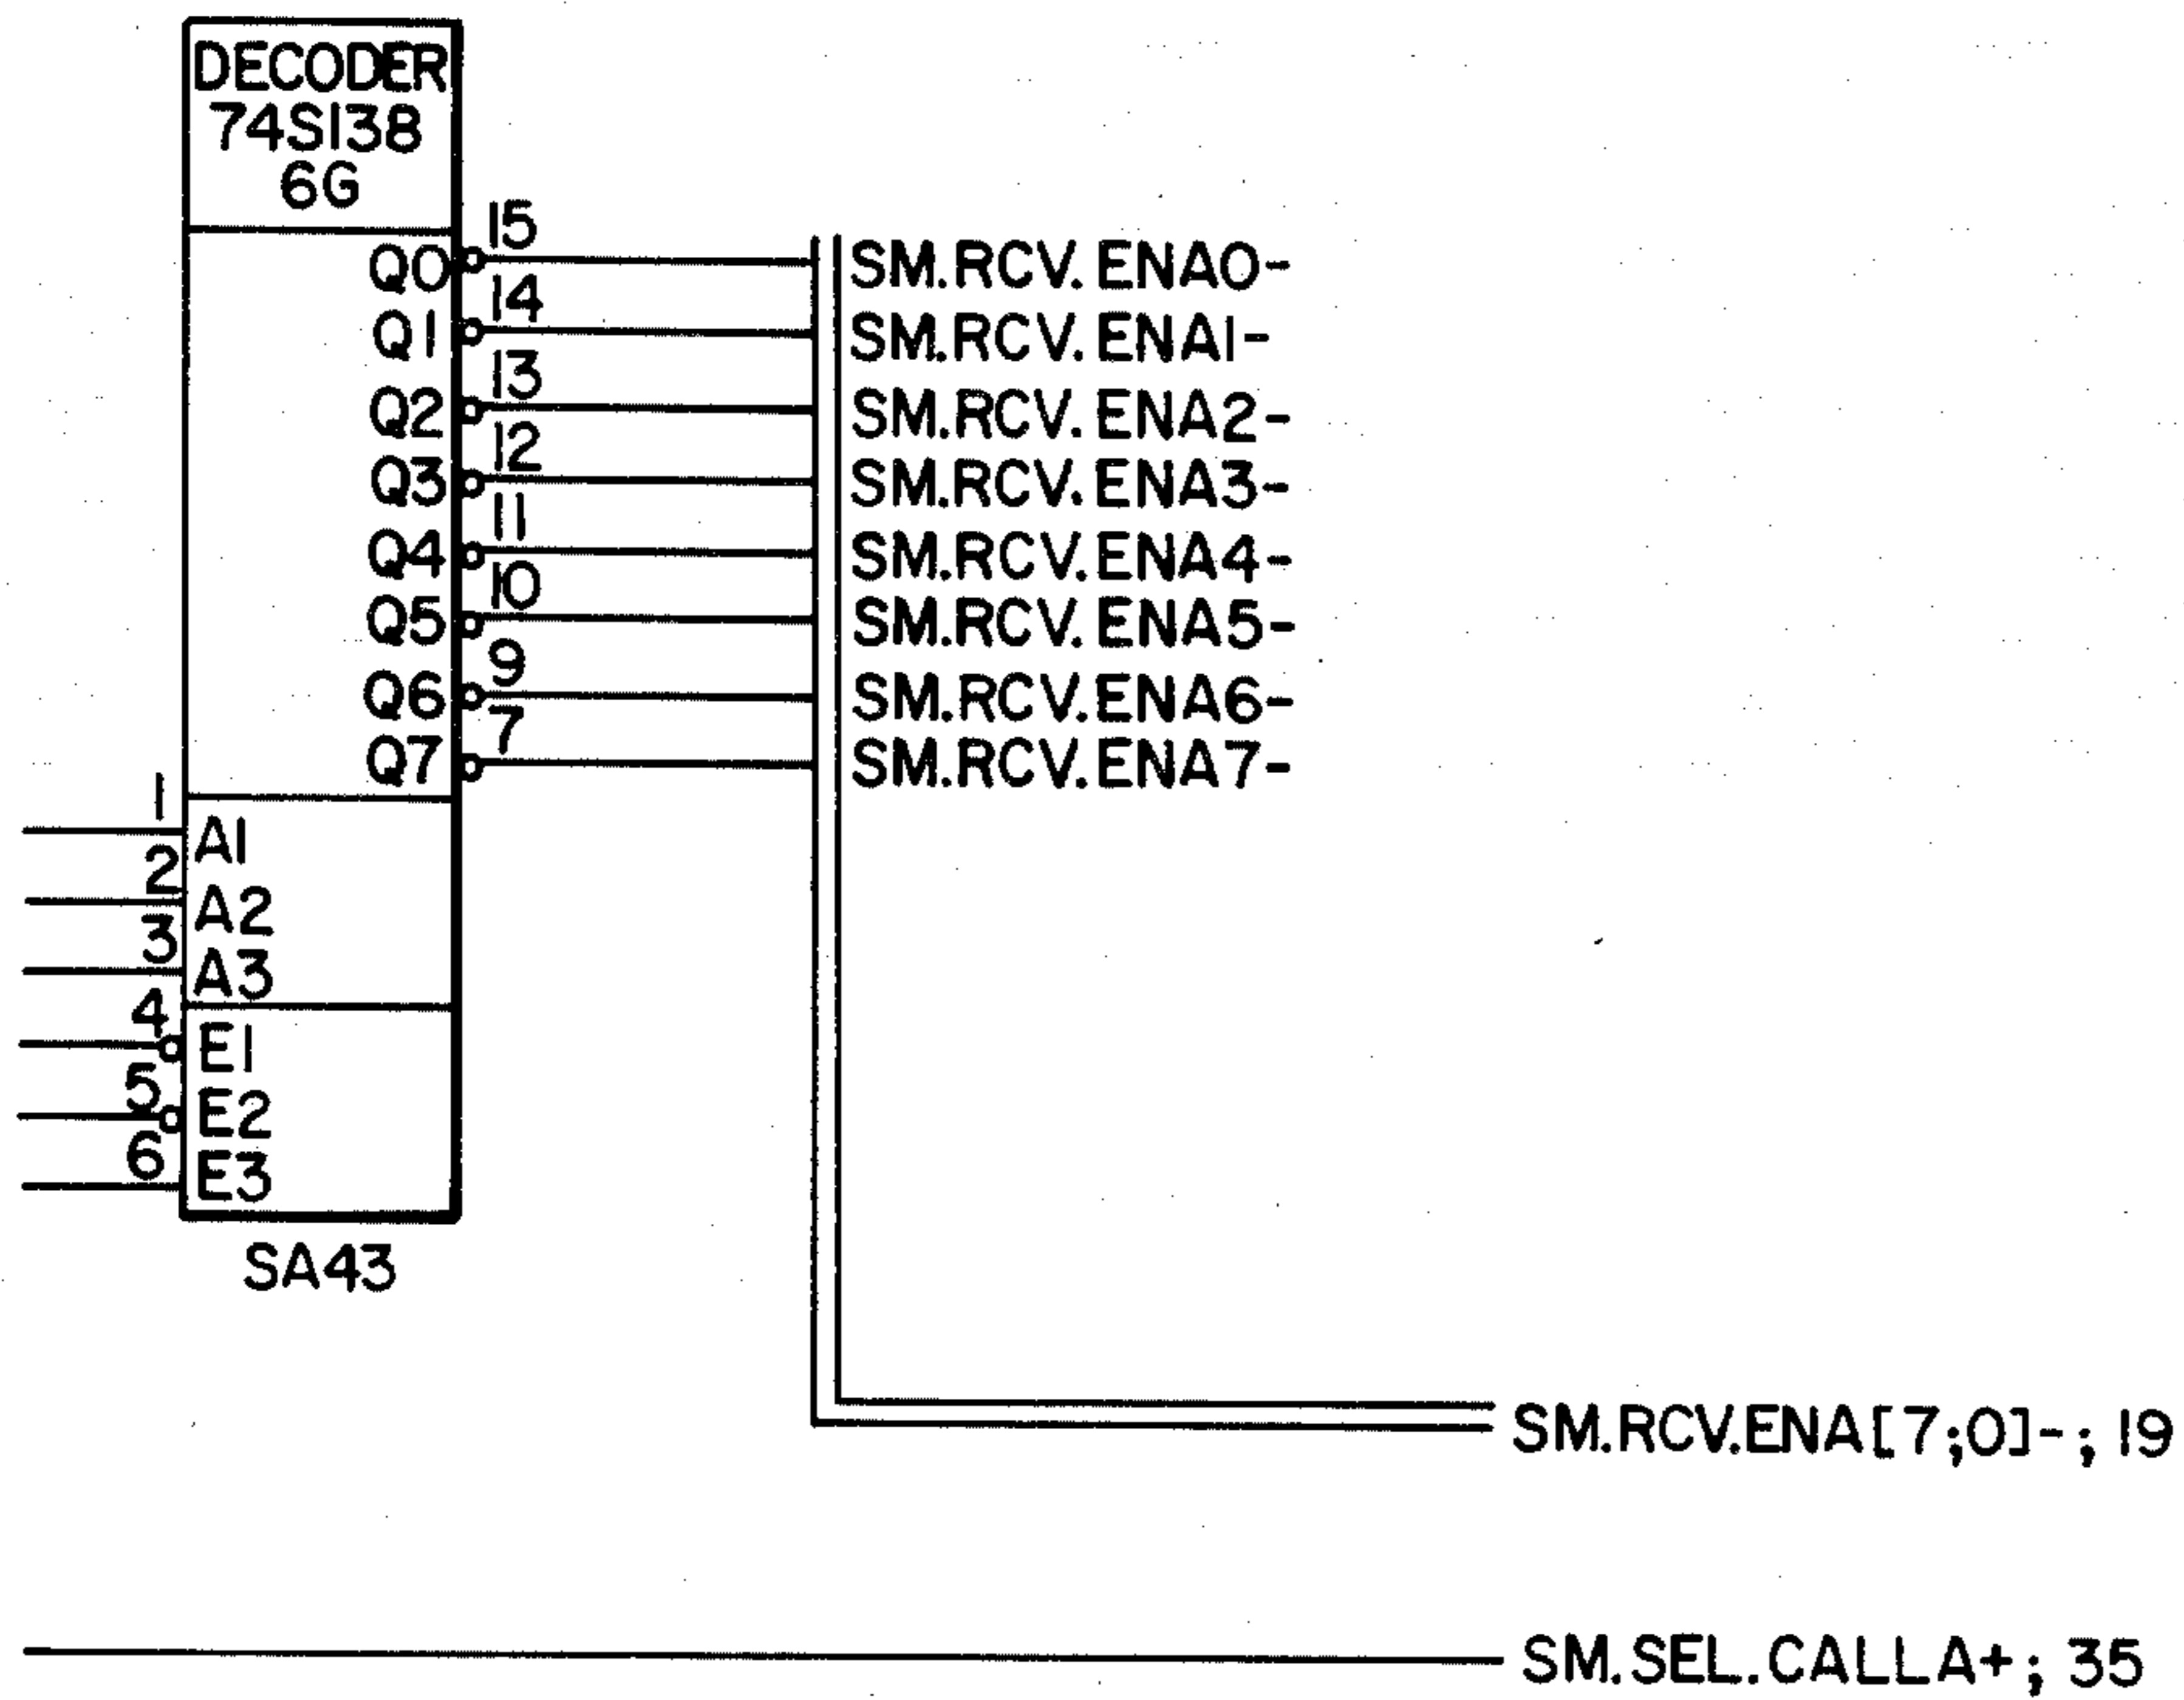 DECODER
74S138
6G
Q0 15 SM.RCV.ENA0-
Q1 14 SM.RCV.ENA1-
Q2 13 SM.RCV.ENA2-
Q3 12 SM.RCV.ENA3-
Q4 11 SM.RCV.ENA4-
Q5 10 SM.RCV.ENA5-
Q6 9 SM.RCV.ENA6-
Q7 7 SM.RCV.ENA7-
1 A1
2 A2
3 A3
4 E1
5 E2
6 E3
SA43
SM.RCV.ENA[7;0]-; 19
SM.SEL.CALLA+; 35